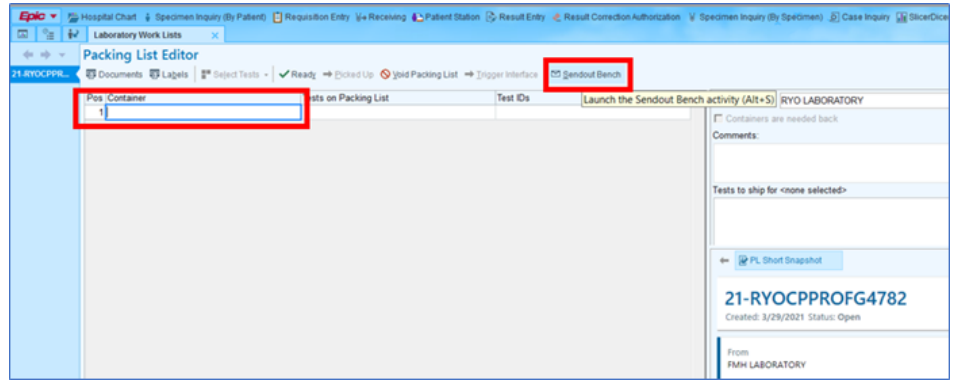 Epic Hospital Chart Specimen Inquiry (By Patient) Requisition Entry Receiving Patient Station Result Entry Result Correction Authorization Specimen Inquiry (By Specimen) Case Inquiry SlicerDice
Laboratory Work Lists ×
Packing List Editor
21-RYOCPPR... Documents Labels Select Tests Ready Picked Up Void Packing List Trigger Interface Sendout Bench
Pos Container ests on Packing List Test IDs
Launch the Sendout Bench activity (Alt+S) RYO LABORATORY
1
Containers are needed back
Comments:
Tests to ship for <none selected>
PL Short Snapshot
21-RYOCPPROFG4782
Created: 3/29/2021 Status: Open
From
FMH LABORATORY